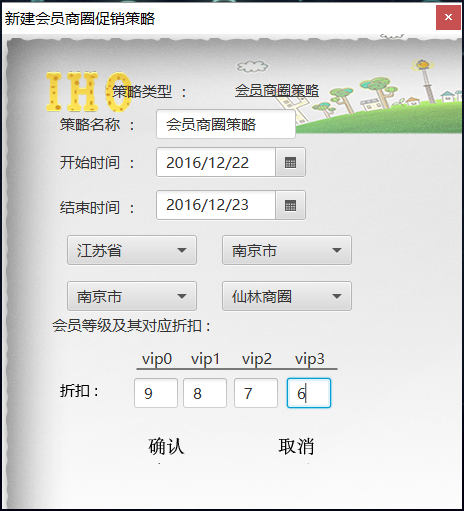 新建会员商圈促销策略
IHO
策略类型 : 会员商圈策略
策略名称 : 会员商圈策略
开始时间 : 2016/12/22
结束时间 : 2016/12/23
江苏省 南京市
南京市 仙林商圈
会员等级及其对应折扣 :
vip0 vip1 vip2 vip3
折扣 : 9 8 7 6
确认 取消